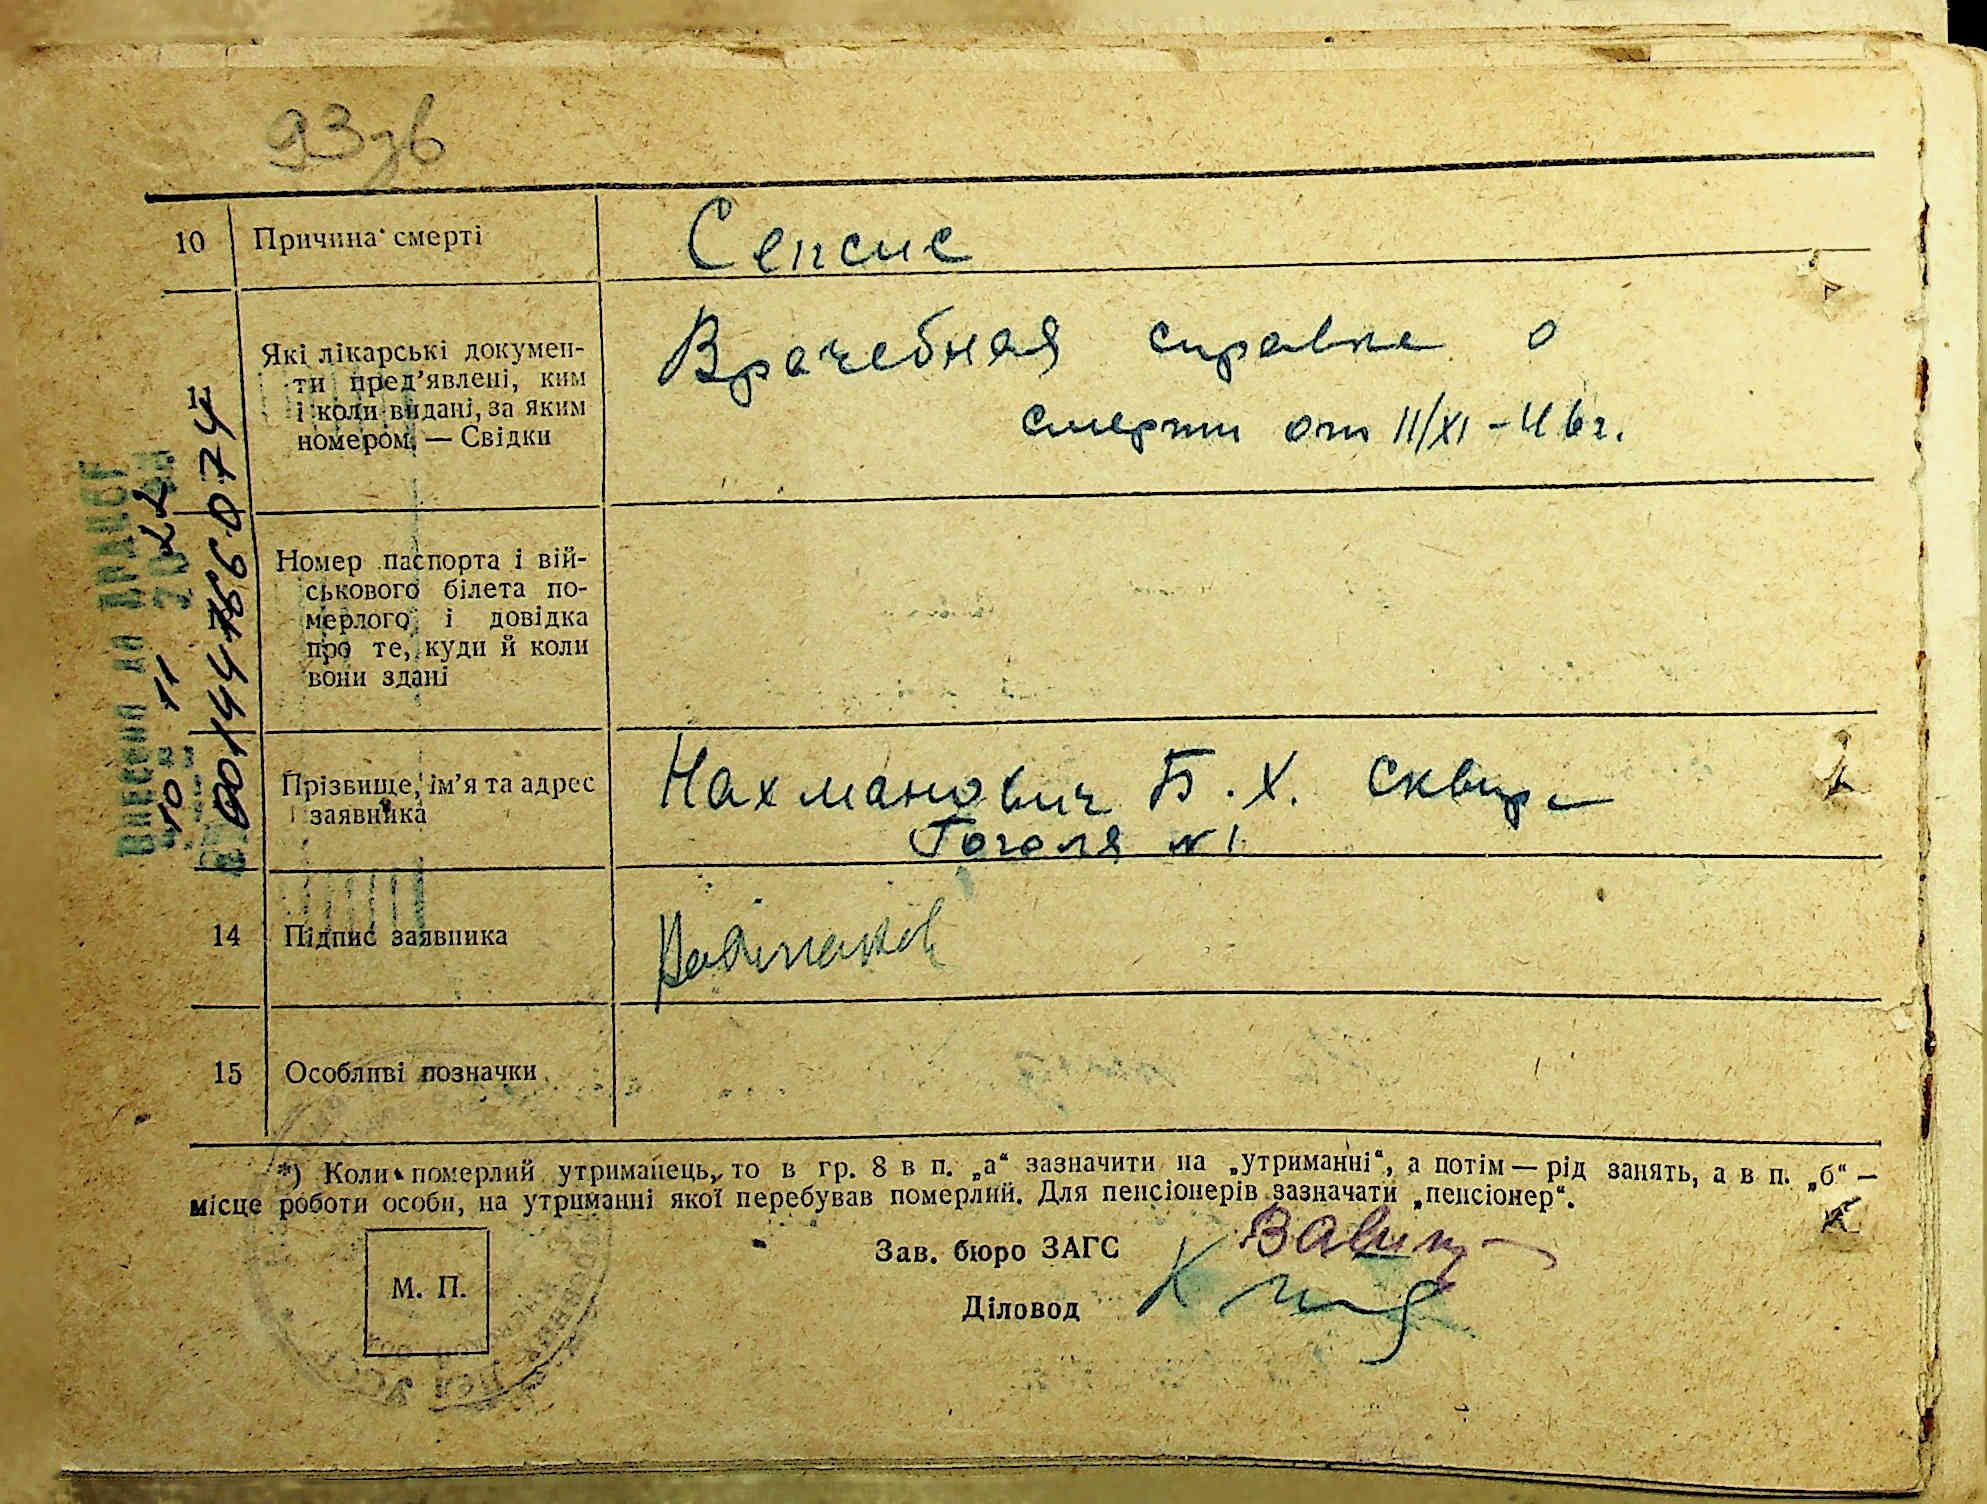 93зв
10 Причина смерті Сепсис
Які лікарські докумен-
ти пред’явлені, ким
і коли видані, за яким
номером. — Свідки
Врачебная справка о
смерти от 11/XI-46г.
Номер паспорта і вій-
ськового білета по-
мерлого і довідка
про те, куди й коли
вони здані
Прізвище, ім’я та адрес
заявника
Нахманович Б. Х. Сквира
Гоголя №1
14 Підпис заявника
15 Особливі позначки
*) Коли померлий утриманець, то в гр. 8 в п. „а“ зазначити на „утриманні“, а потім — рід занять, а в п. „б“ —
місце роботи особи, на утриманні якої перебував померлий. Для пенсіонерів зазначати „пенсіонер“.
Зав. бюро ЗАГС
М. П.
Діловод
10 11 22